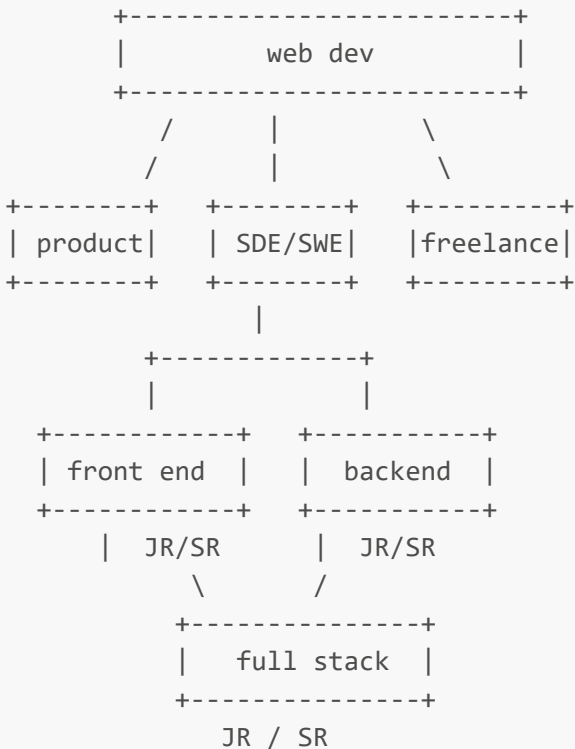 web dev
product SDE/SWE freelance
front end backend
JR/SR JR/SR
full stack
JR / SR